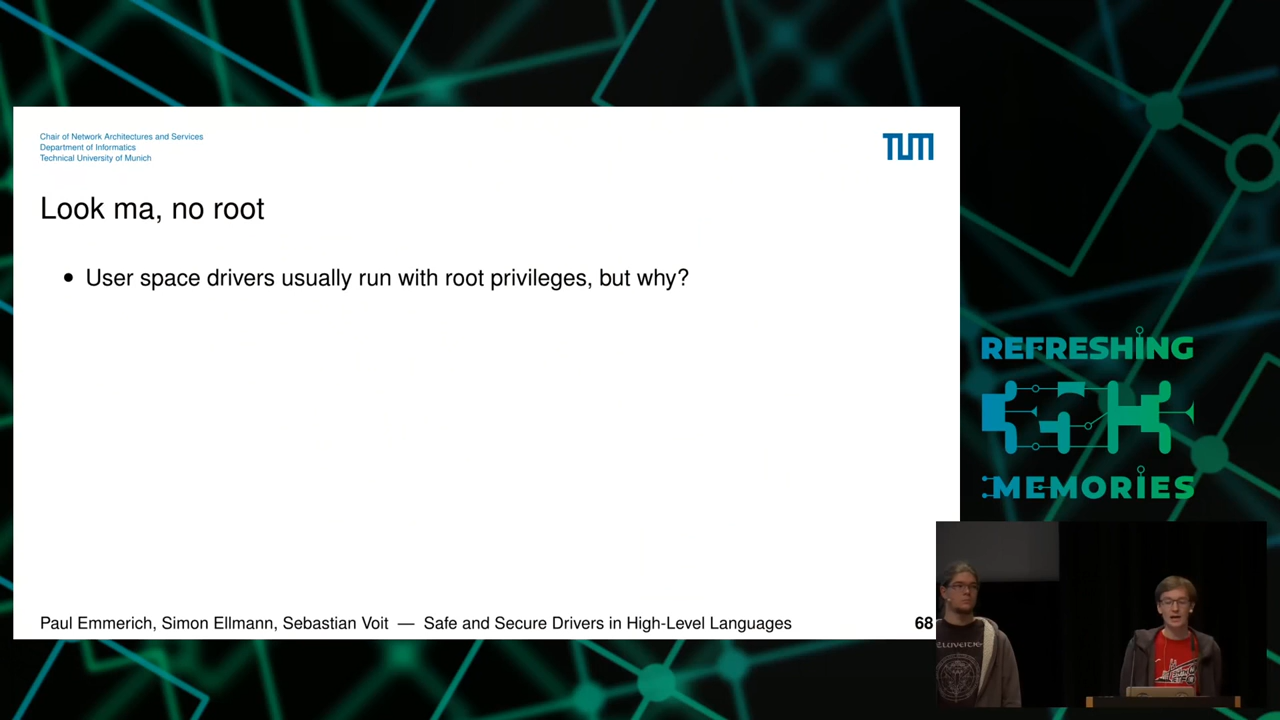 Chair of Network Architectures and Services
Department of Informatics
Technical University of Munich
TUM
Look ma, no root
• User space drivers usually run with root privileges, but why?
Paul Emmerich, Simon Ellmann, Sebastian Voit — Safe and Secure Drivers in High-Level Languages
68
REFRESHING
MEMORIES
ELUVEITIE